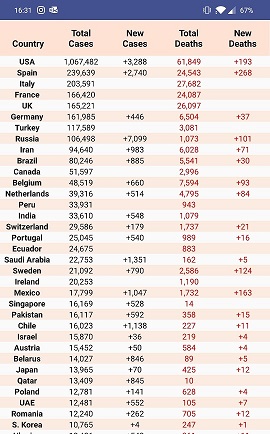 16:31 67%
Country Total Cases New Cases Total Deaths New Deaths
USA 1,067,482 +3,288 61,849 +193
Spain 239,639 +2,740 24,543 +268
Italy 203,591 27,682
France 166,420 24,087
UK 165,221 26,097
Germany 161,985 +446 6,504 +37
Turkey 117,589 3,081
Russia 106,498 +7,099 1,073 +101
Iran 94,640 +983 6,028 +71
Brazil 80,246 +885 5,541 +30
Canada 51,597 2,996
Belgium 48,519 +660 7,594 +93
Netherlands 39,316 +514 4,795 +84
Peru 33,931 943
India 33,610 +548 1,079
Switzerland 29,586 +179 1,737 +21
Portugal 25,045 +540 989 +16
Ecuador 24,675 883
Saudi Arabia 22,753 +1,351 162 +5
Sweden 21,092 +790 2,586 +124
Ireland 20,253 1,190
Mexico 17,799 +1,047 1,732 +163
Singapore 16,169 +528 14
Pakistan 16,117 +592 358 +15
Chile 16,023 +1,138 227 +11
Israel 15,870 +36 219 +4
Austria 15,452 +50 584 +4
Belarus 14,027 +846 89 +5
Japan 13,965 +70 425 +12
Qatar 13,409 +845 10
Poland 12,781 +141 628 +4
UAE 12,481 +552 105 +7
Romania 12,240 +262 705 +12
S. Korea 10,765 +4 247 +1